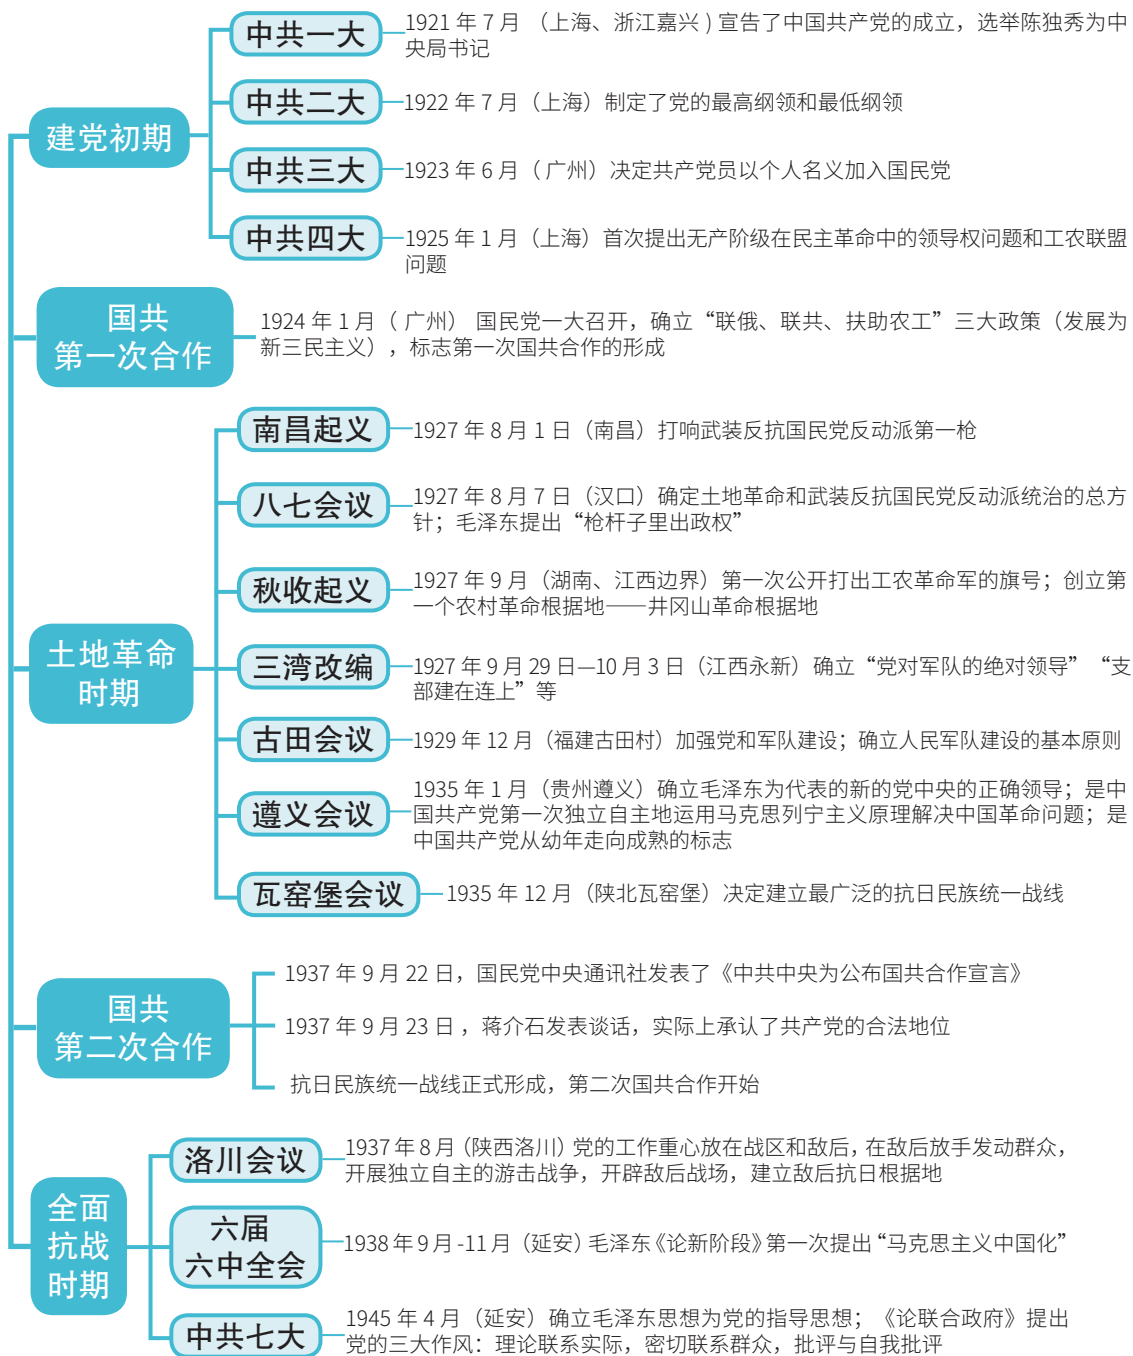 建党初期
中共一大
1921 年 7 月 （上海、浙江嘉兴 ) 宣告了中国共产党的成立，选举陈独秀为中
央局书记
中共二大
1922 年 7 月（上海）制定了党的最高纲领和最低纲领
中共三大
1923 年 6 月（ 广州）决定共产党员以个人名义加入国民党
中共四大
1925 年 1 月（上海）首次提出无产阶级在民主革命中的领导权问题和工农联盟
问题
国共
第一次合作
1924 年 1 月（ 广州） 国民党一大召开，确立“联俄、联共、扶助农工”三大政策（发展为
新三民主义），标志第一次国共合作的形成
土地革命
时期
南昌起义
1927 年 8 月 1 日（南昌）打响武装反抗国民党反动派第一枪
八七会议
1927 年 8 月 7 日（汉口）确定土地革命和武装反抗国民党反动派统治的总方
针；毛泽东提出“枪杆子里出政权”
秋收起义
1927 年 9 月（湖南、江西边界）第一次公开打出工农革命军的旗号；创立第
一个农村革命根据地——井冈山革命根据地
三湾改编
1927 年 9 月 29 日—10 月 3 日（江西永新）确立“党对军队的绝对领导”“支
部建在连上”等
古田会议
1929 年 12 月（福建古田村）加强党和军队建设；确立人民军队建设的基本原则
遵义会议
1935 年 1 月（贵州遵义）确立毛泽东为代表的新的党中央的正确领导；是中
国共产党第一次独立自主地运用马克思列宁主义原理解决中国革命问题；是
中国共产党从幼年走向成熟的标志
瓦窑堡会议
1935 年 12 月（陕北瓦窑堡）决定建立最广泛的抗日民族统一战线
国共
第二次合作
1937 年 9 月 22 日，国民党中央通讯社发表了《中共中央为公布国共合作宣言》
1937 年 9 月 23 日 ，蒋介石发表谈话，实际上承认了共产党的合法地位
抗日民族统一战线正式形成，第二次国共合作开始
全面
抗战
时期
洛川会议
1937 年 8 月（陕西洛川）党的工作重心放在战区和敌后，在敌后放手发动群众，
开展独立自主的游击战争，开辟敌后战场，建立敌后抗日根据地
六届
六中全会
1938 年 9 月 -11 月（延安）毛泽东《论新阶段》第一次提出“马克思主义中国化”
中共七大
1945 年 4 月（延安）确立毛泽东思想为党的指导思想；《论联合政府》提出
党的三大作风：理论联系实际，密切联系群众，批评与自我批评